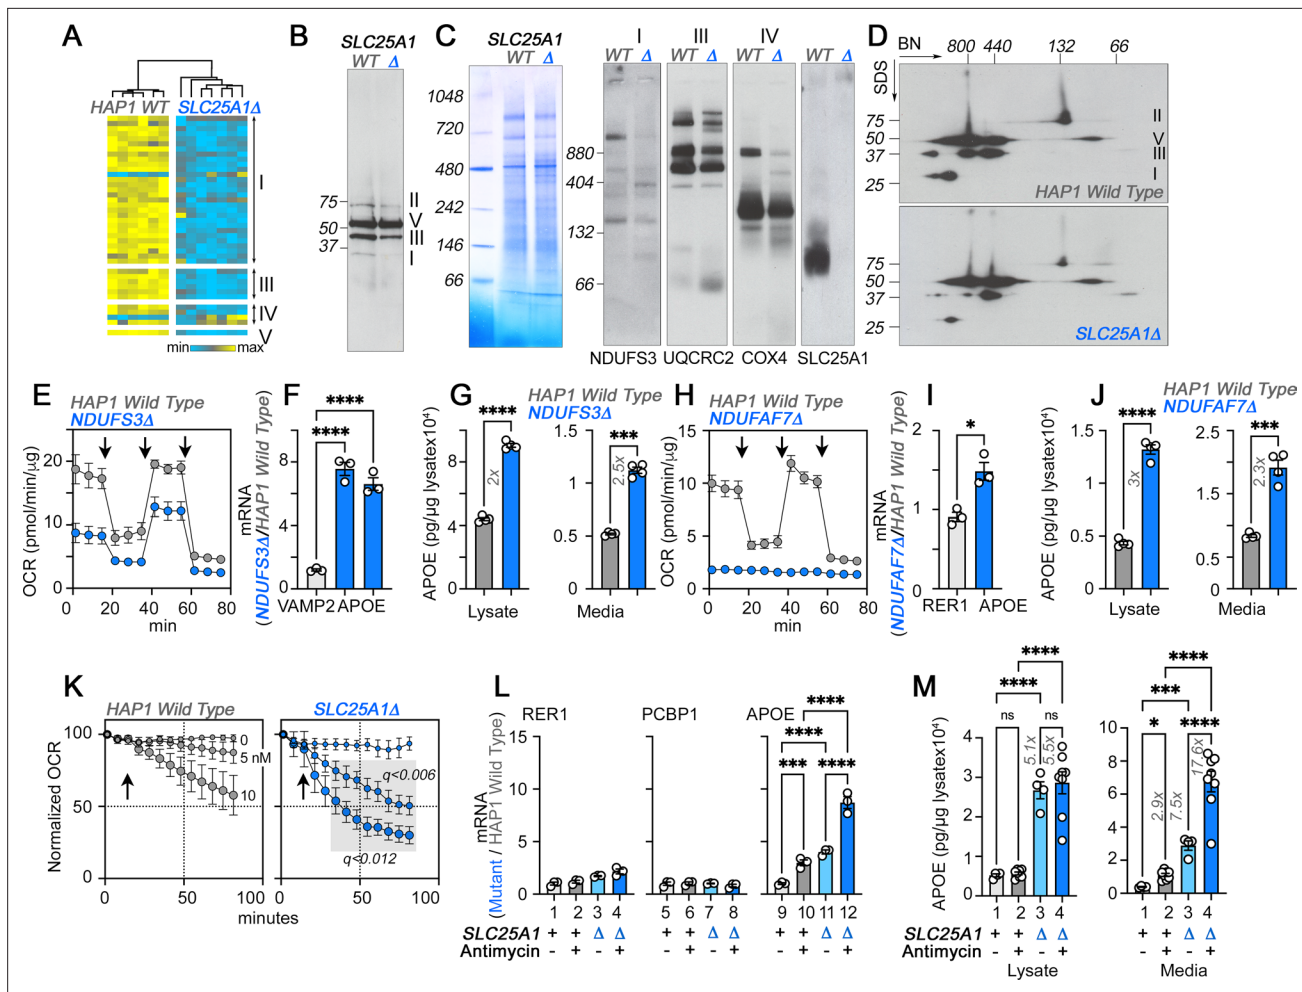 A
HAP1 WT SLC25A1Δ
I
III
IV
V
min max
B
SLC25A1
WT Δ
75
50
37
II
V
III
I
C
SLC25A1
WT Δ
1048
720
480
242
146
66
I III IV
WT Δ WT Δ WT Δ WT Δ
880
404
132
66
NDUFS3 UQCRC2 COX4 SLC25A1
D
BN 800 440 132 66
SDS
75
50
37
25
II
V
III
I
HAP1 Wild Type
75
50
37
25
SLC25A1Δ
E
HAP1 Wild Type
NDUFS3Δ
OCR (pmol/min/µg)
20
10
0
0 20 40 60 80
min
F
mRNA
(NDUFS3Δ/HAP1 Wild Type)
**** 
****
8
6
4
2
0
VAMP2 APOE
G
HAP1 Wild Type
NDUFS3Δ
APOE (pg/µg lysatex10⁴)
****
2x
9
6
3
0
Lysate
***
2.5x
1.5
1
0.5
0
Media
H
HAP1 Wild Type
NDUFAF7Δ
OCR (pmol/min/µg)
15
10
5
0
0 20 40 60 80
min
I
mRNA
(NDUFAF7Δ/HAP1 Wild Type)
*
2
1
0
RER1 APOE
J
HAP1 Wild Type
NDUFAF7Δ
APOE (pg/µg lysatex10⁴)
****
3x
1.5
1
0.5
0
Lysate
***
2.3x
2.5
2.0
1.5
1
0.5
0
Media
K
HAP1 Wild Type SLC25A1Δ
Normalized OCR
100
50
0
0
5 nM
10
q<0.006
q<0.012
0 50 100 0 50 100
minutes
L
mRNA
(Mutant / HAP1 Wild Type)
RER1 PCBP1 APOE
15
10
5
0
****
****
*** ****
1 2 3 4 5 6 7 8 9 10 11 12
SLC25A1 + + Δ Δ + + Δ Δ + + Δ Δ
Antimycin - + - + - + - + - + - +
M
APOE (pg/µg lysatex10⁴)
****
****
ns ns
5.1x
5.5x
4
3
2
1
0
1 2 3 4
****
***
* ****
2.9x
7.5x
17.6x
10
8
6
4
2
0
1 2 3 4
SLC25A1 + + Δ Δ + + Δ Δ
Antimycin - + - + - + - +
Lysate Media